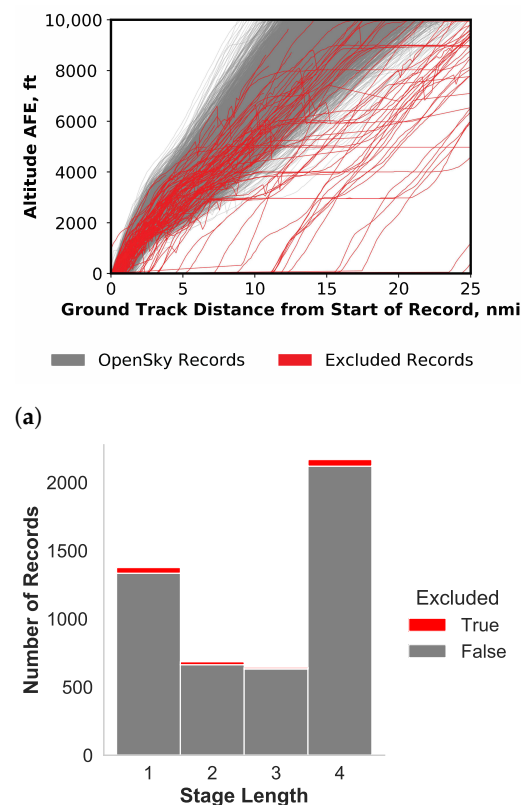 10,000
8000
6000
4000
2000
0
Altitude AFE, ft
0 5 10 15 20 25
Ground Track Distance from Start of Record, nmi
OpenSky Records Excluded Records
(a)
2000
1500
1000
500
0
Number of Records
Excluded
True
False
1 2 3 4
Stage Length